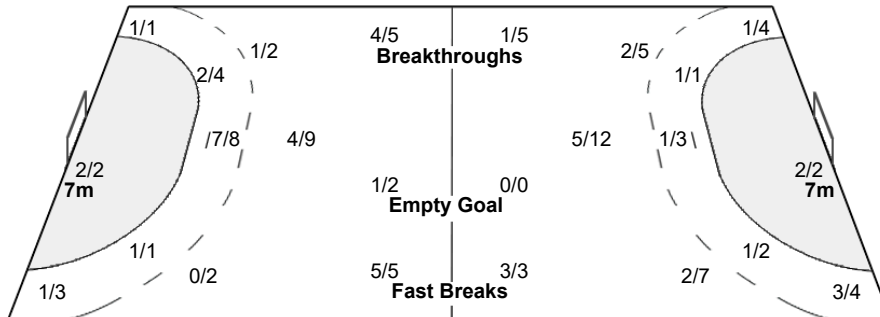 1/1 4/5 1/5 1/4
1/2 Breakthroughs 2/5
2/4 1/1
7/8 4/9 5/12 1/3
2/2 2/2
7m 1/2 0/0 7m
Empty Goal
1/1 1/2
0/2 5/5 3/3 2/7
1/3 Fast Breaks 3/4